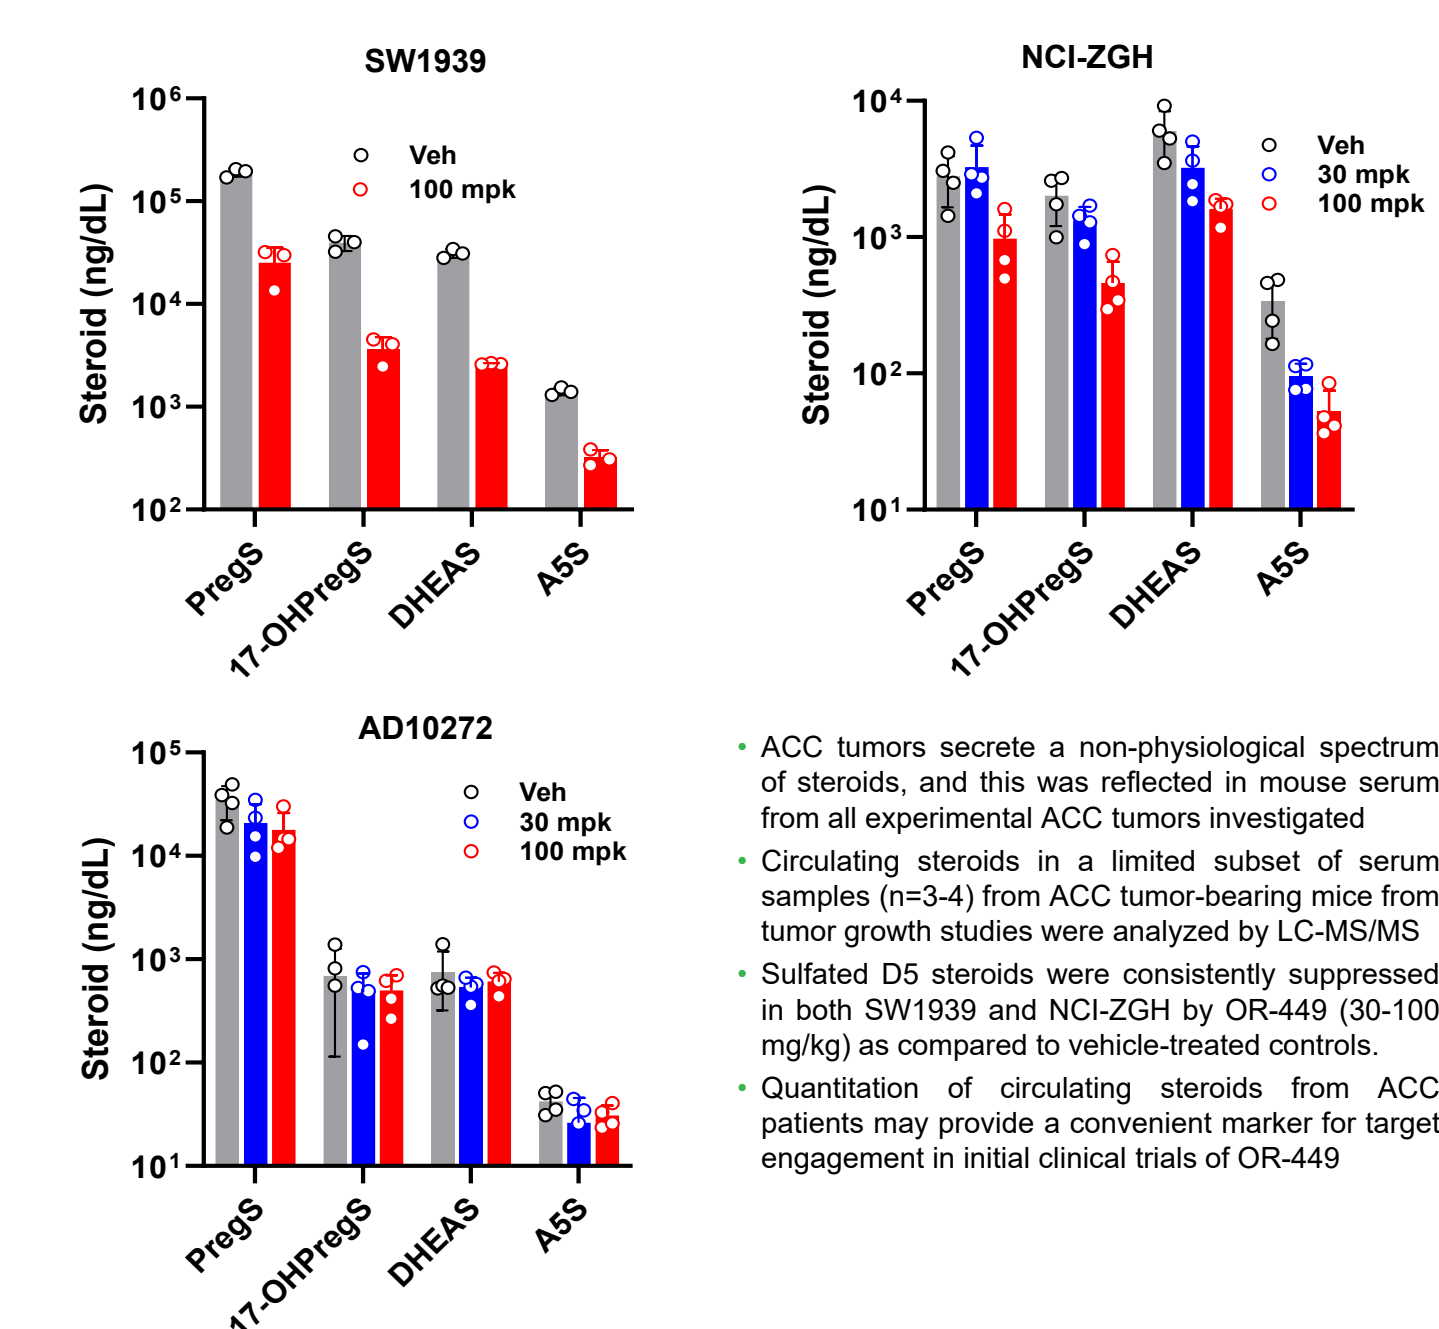 SW1939
10⁶
10⁵
10⁴
10³
10²
Steroid (ng/dL)
Veh
100 mpk
PregS
17-OHPregS
DHEAS
A5S
NCI-ZGH
10⁴
10³
10²
10¹
Steroid (ng/dL)
Veh
30 mpk
100 mpk
PregS
17-OHPregS
DHEAS
A5S
AD10272
10⁵
10⁴
10³
10²
10¹
Steroid (ng/dL)
Veh
30 mpk
100 mpk
PregS
17-OHPregS
DHEAS
A5S
• ACC tumors secrete a non-physiological spectrum
of steroids, and this was reflected in mouse serum
from all experimental ACC tumors investigated
• Circulating steroids in a limited subset of serum
samples (n=3-4) from ACC tumor-bearing mice from
tumor growth studies were analyzed by LC-MS/MS
• Sulfated D5 steroids were consistently suppressed
in both SW1939 and NCI-ZGH by OR-449 (30-100
mg/kg) as compared to vehicle-treated controls.
• Quantitation of circulating steroids from ACC
patients may provide a convenient marker for target
engagement in initial clinical trials of OR-449